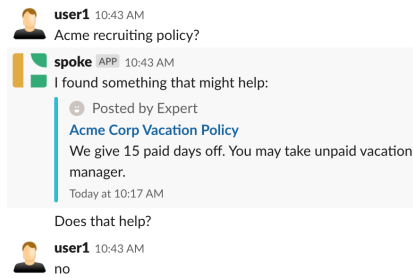 user1 10:43 AM
Acme recruiting policy?
spoke APP 10:43 AM
I found something that might help:
Posted by Expert
Acme Corp Vacation Policy
We give 15 paid days off. You may take unpaid vacation
manager.
Today at 10:17 AM
Does that help?
user1 10:43 AM
no